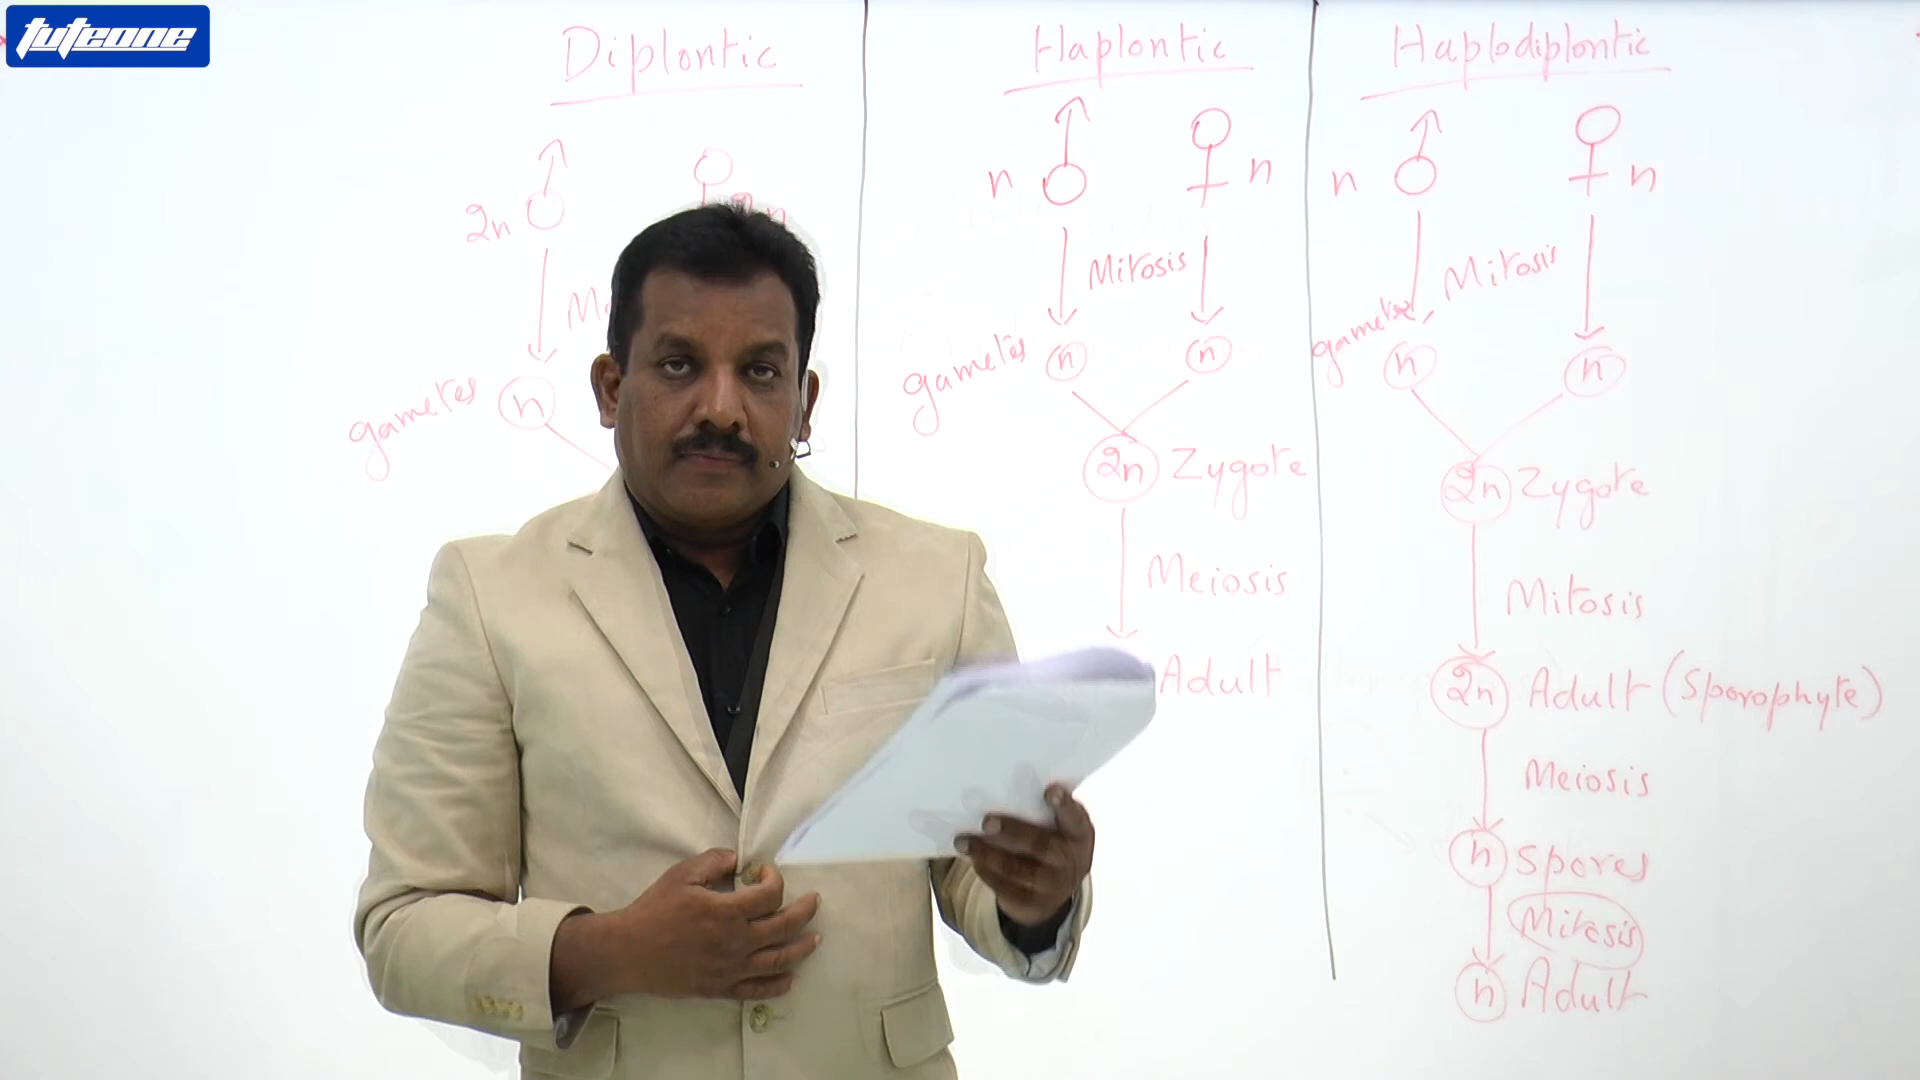 tuteone
Diplontic
2n
gametes
n
Haplontic
n n
Mitosis
gametes n n
2n Zygote
Meiosis
Adult
Haplodiplontic
n n
Mitosis
gametes
n n
2n Zygote
Mitosis
2n Adult (Sporophyte)
Meiosis
n Spores
Mitosis
n Adult